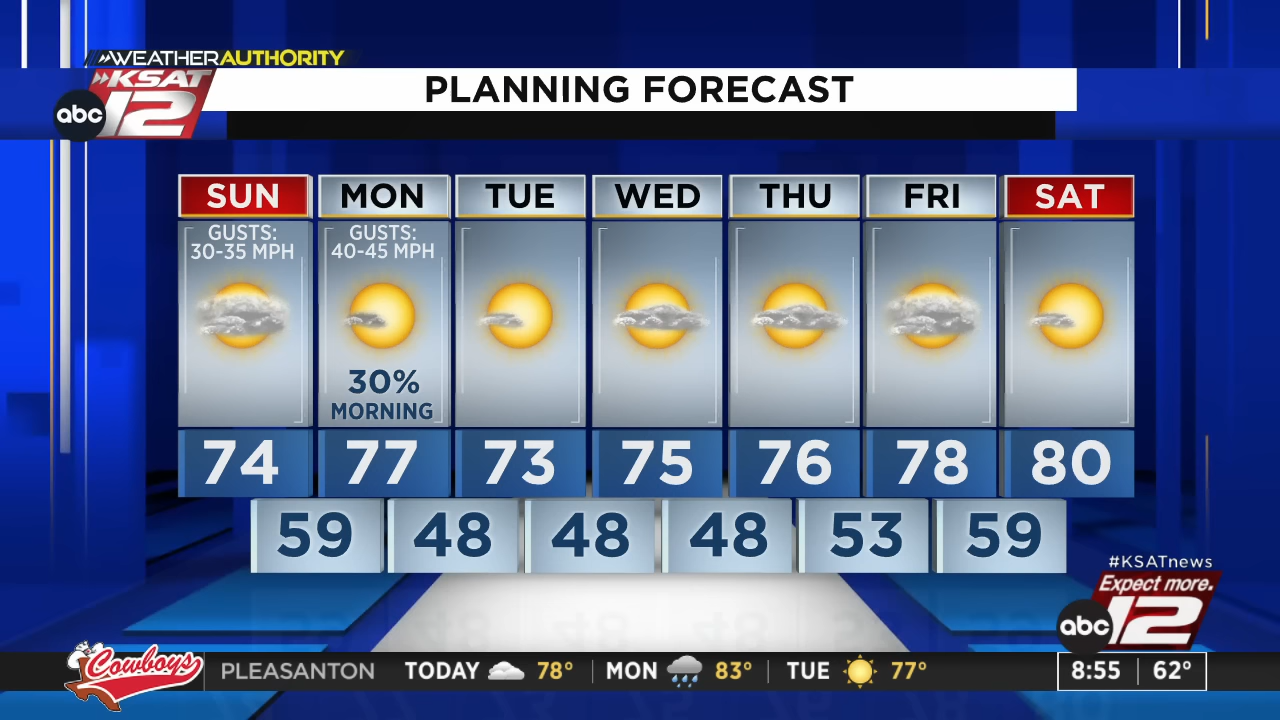 WEATHERAUTHORITY
KSAT
abc 12
PLANNING FORECAST
SUN MON TUE WED THU FRI SAT
GUSTS: GUSTS:
30-35 MPH 40-45 MPH
30%
MORNING
74 77 73 75 76 78 80
59 48 48 48 53 59
#KSATnews
Expect more.
abc 12
Cowboys PLEASANTON TODAY 78° MON 83° TUE 77° 8:55 62°